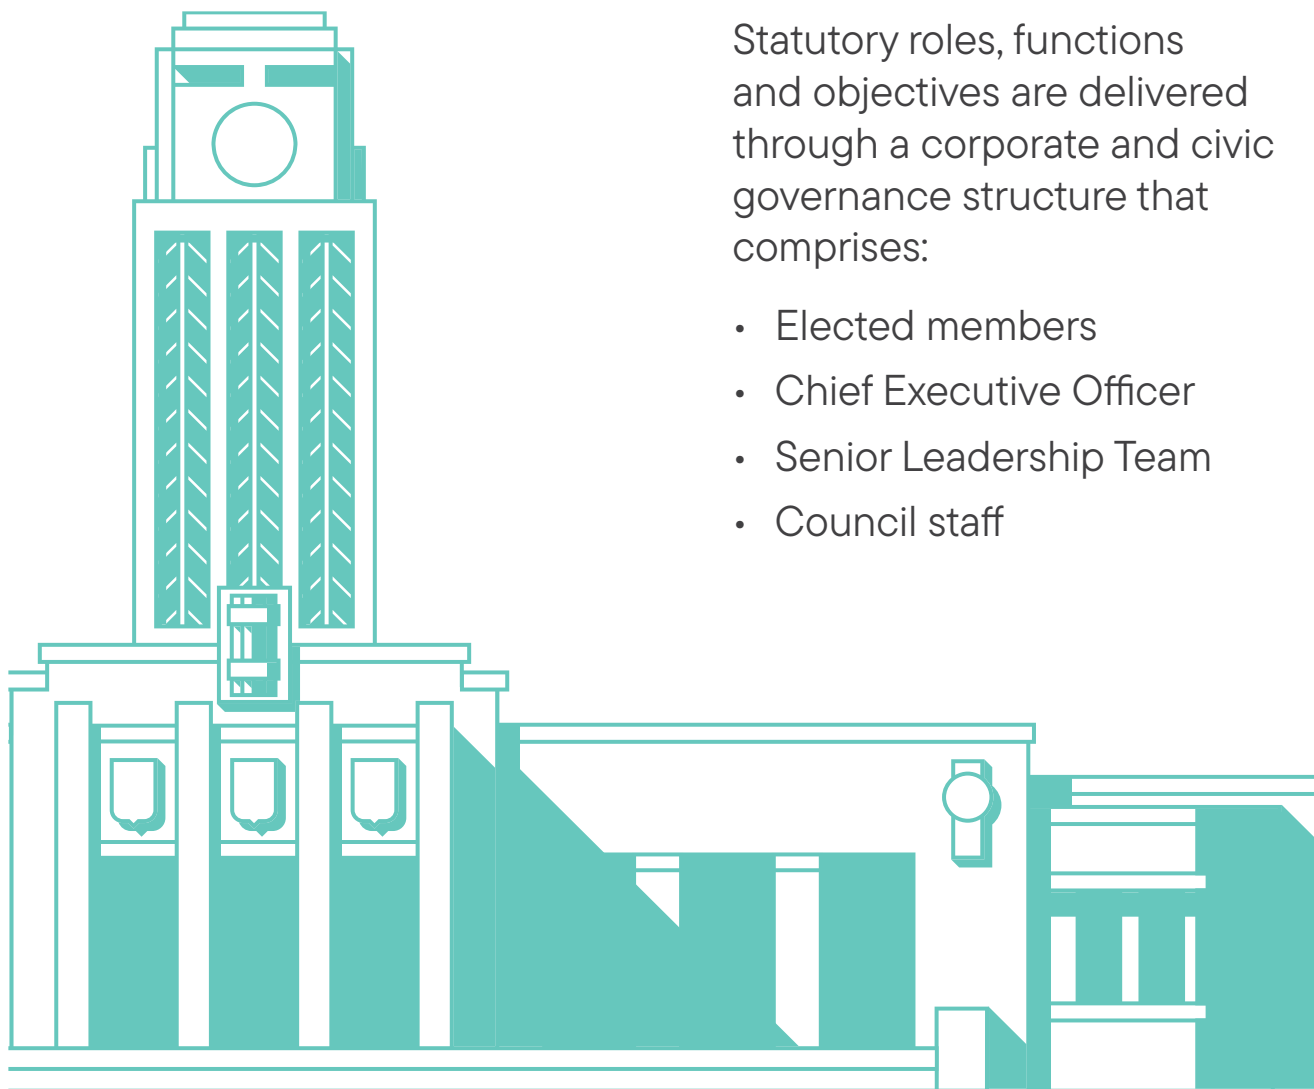 Statutory roles, functions
and objectives are delivered
through a corporate and civic
governance structure that
comprises:
• Elected members
• Chief Executive Officer
• Senior Leadership Team
• Council staff